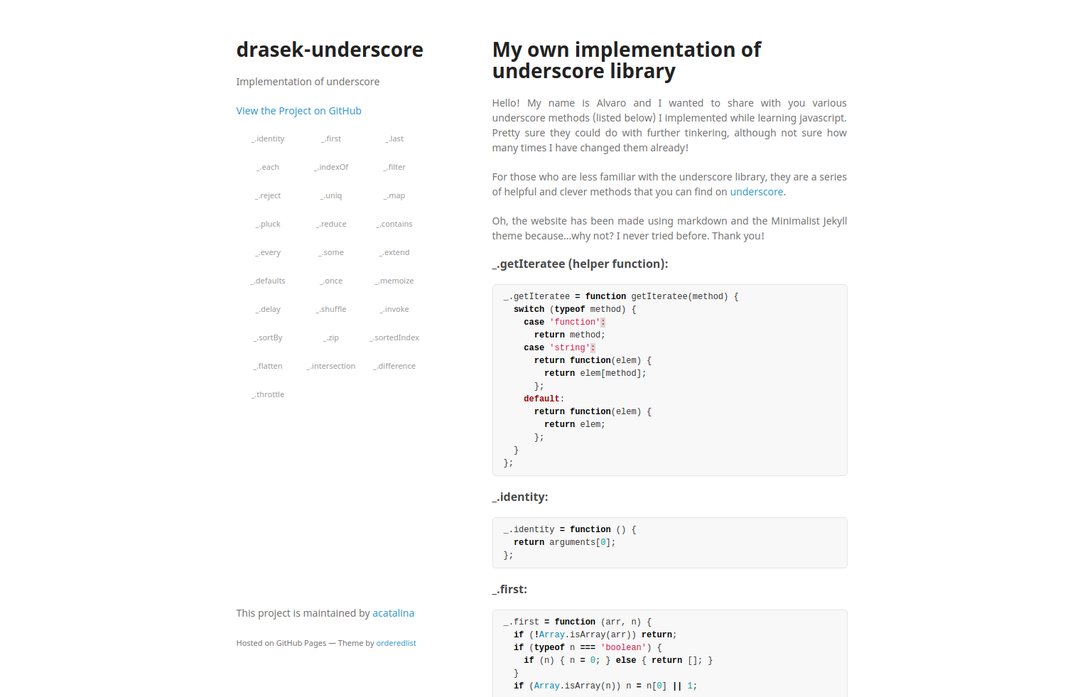 drasek-underscore
Implementation of underscore
View the Project on GitHub
_.identity _.first _.last
_.each _.indexOf _.filter
_.reject _.uniq _.map
_.pluck _.reduce _.contains
_.every _.some _.extend
_.defaults _.once _.memoize
_.delay _.shuffle _.invoke
_.sortBy _.zip _.sortedIndex
_.flatten _.intersection _.difference
_.throttle
This project is maintained by acatalina
Hosted on GitHub Pages — Theme by orderedlist
My own implementation of
underscore library
Hello! My name is Alvaro and I wanted to share with you various
underscore methods (listed below) I implemented while learning javascript.
Pretty sure they could do with further tinkering, although not sure how
many times I have changed them already!
For those who are less familiar with the underscore library, they are a series
of helpful and clever methods that you can find on underscore.
Oh, the website has been made using markdown and the Minimalist Jekyll
theme because...why not? I never tried before. Thank you!
_.getIteratee (helper function):
_.getIteratee = function getIteratee(method) {
  switch (typeof method) {
    case 'function':
      return method;
    case 'string':
      return function(elem) {
        return elem[method];
      };
    default:
      return function(elem) {
        return elem;
      };
  }
};
_.identity:
_.identity = function () {
  return arguments[0];
};
_.first:
_.first = function (arr, n) {
  if (!Array.isArray(arr)) return;
  if (typeof n === 'boolean') {
    if (n) { n = 0; } else { return []; }
  }
  if (Array.isArray(n)) n = n[0] || 1;